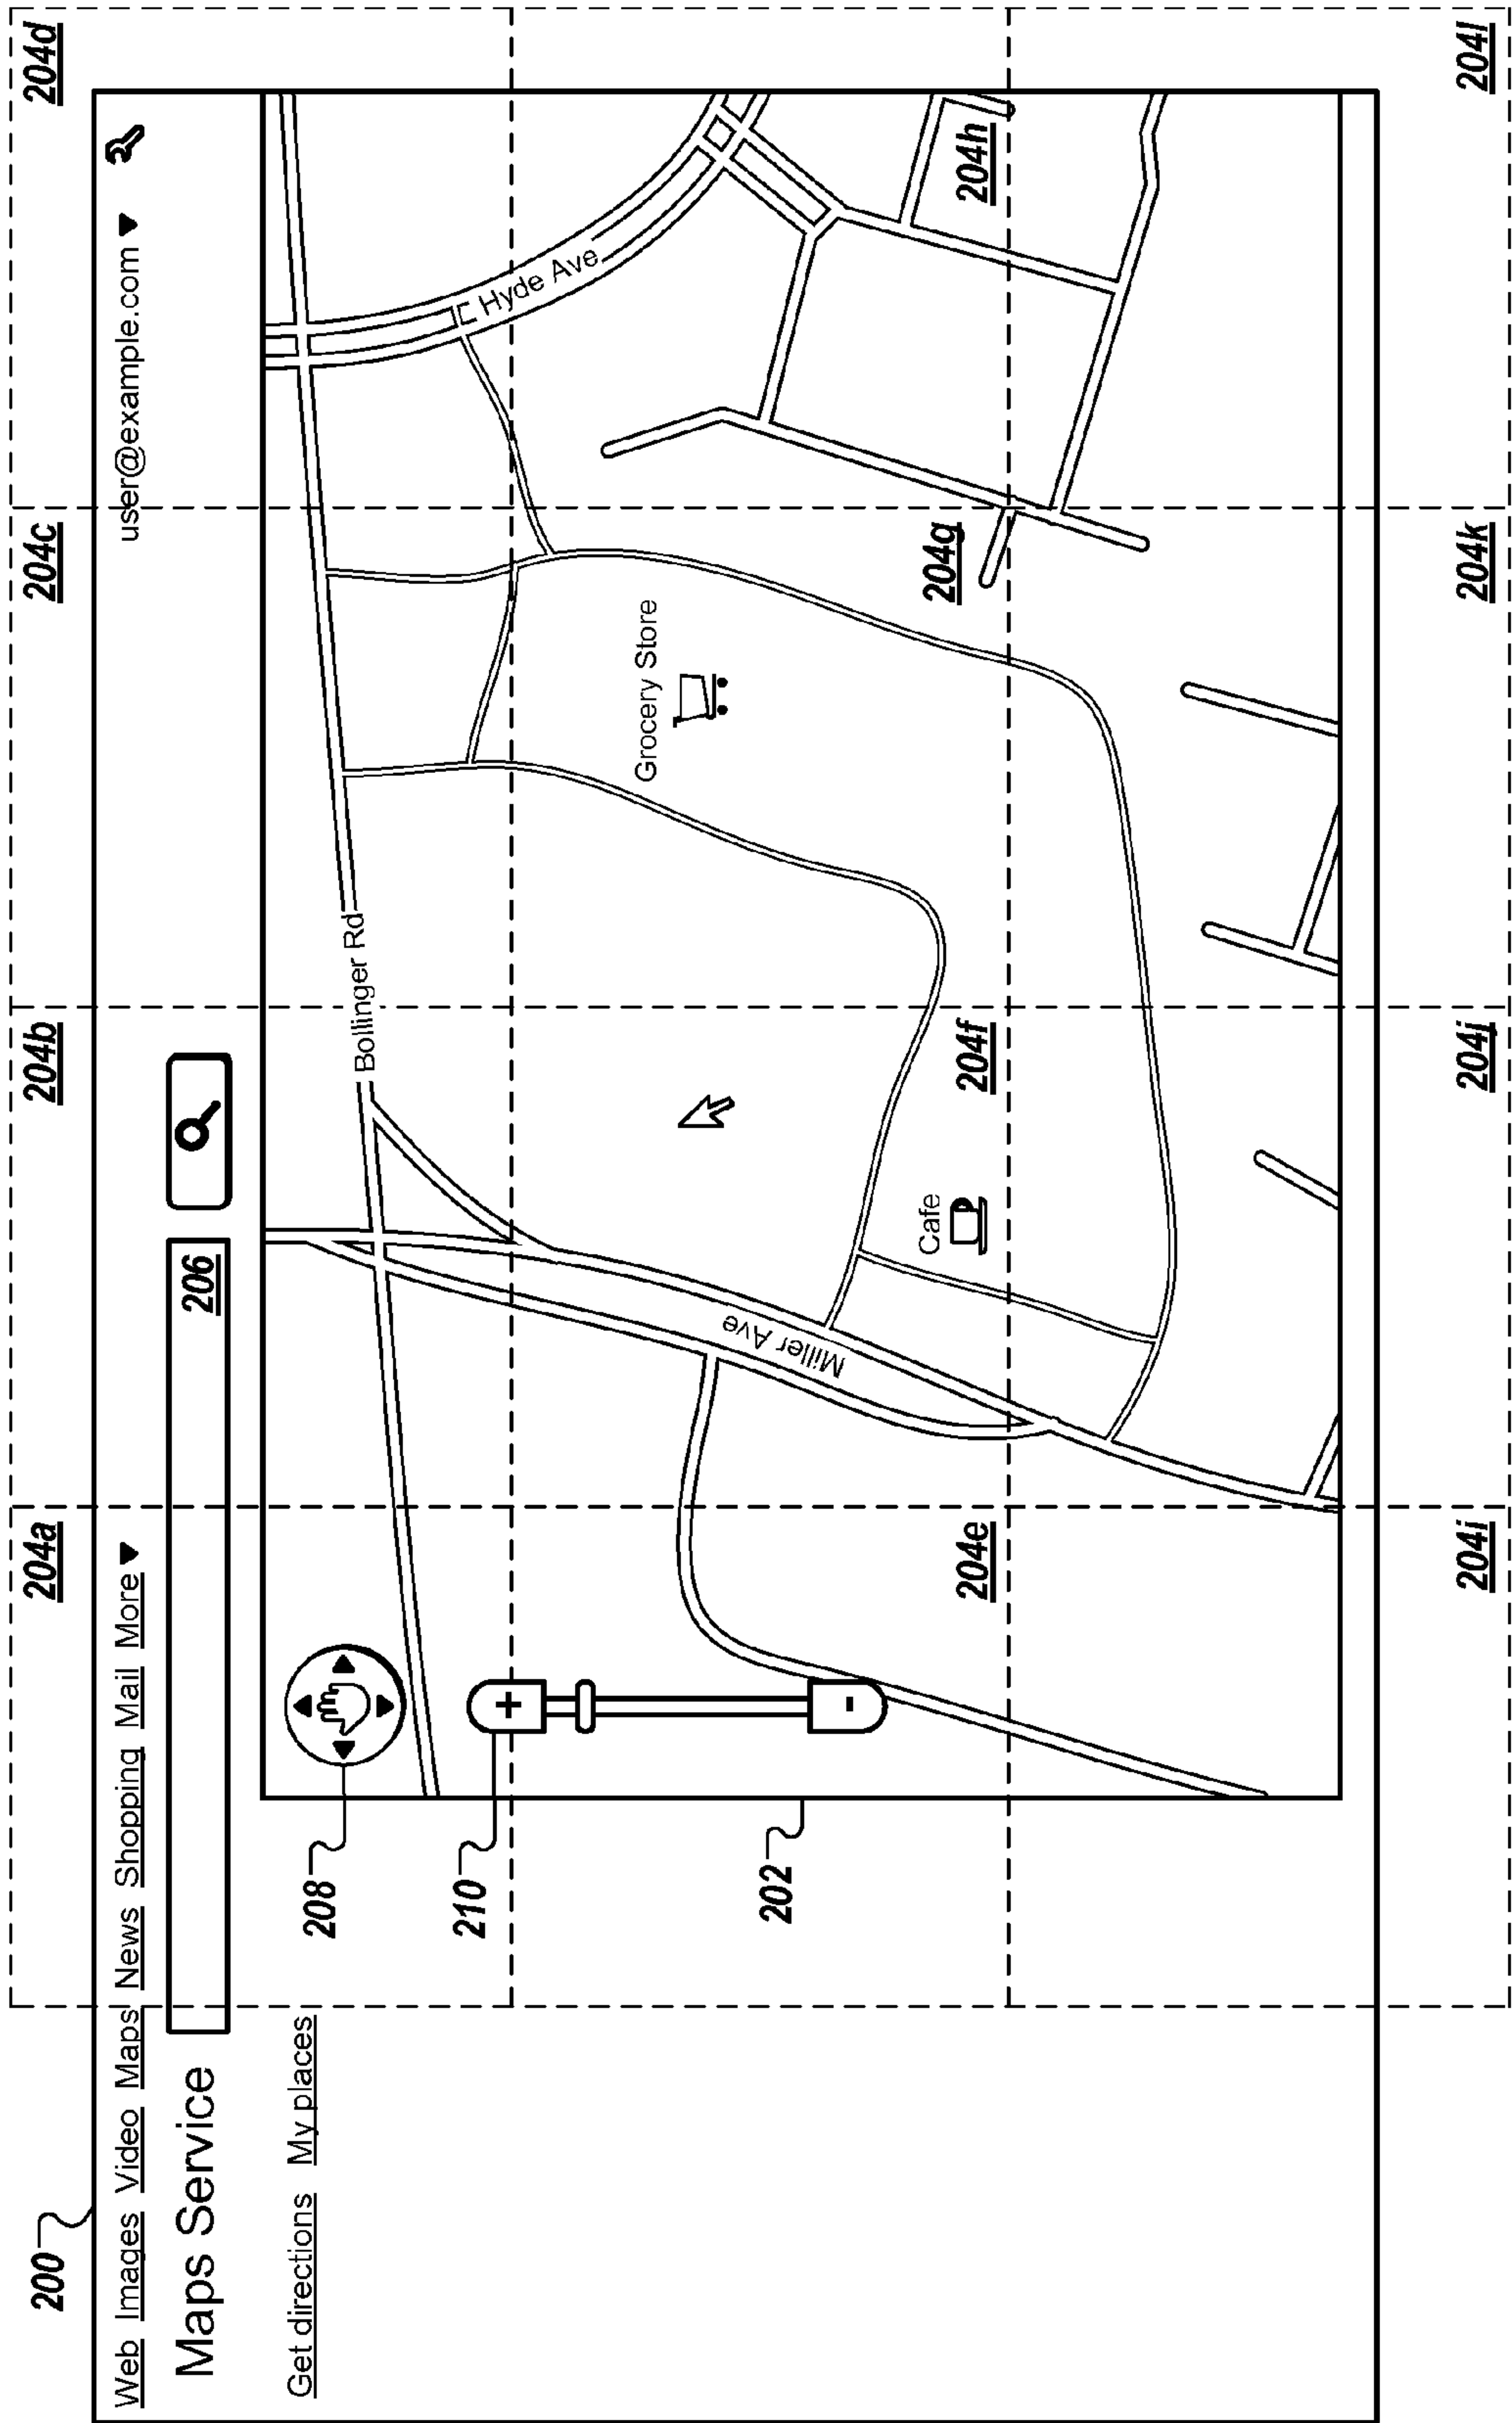 200
204a
204b
204c
204d
Web Images Video Maps News Shopping Mail More ▼
user@example.com ▼
Maps Service
206
Get directions My places
208
Bollinger Rd
210
+
Hyde Ave
Grocery Store
Miller Ave
202
-
Cafe
204e
204f
204g
204h
204i
204j
204k
204l